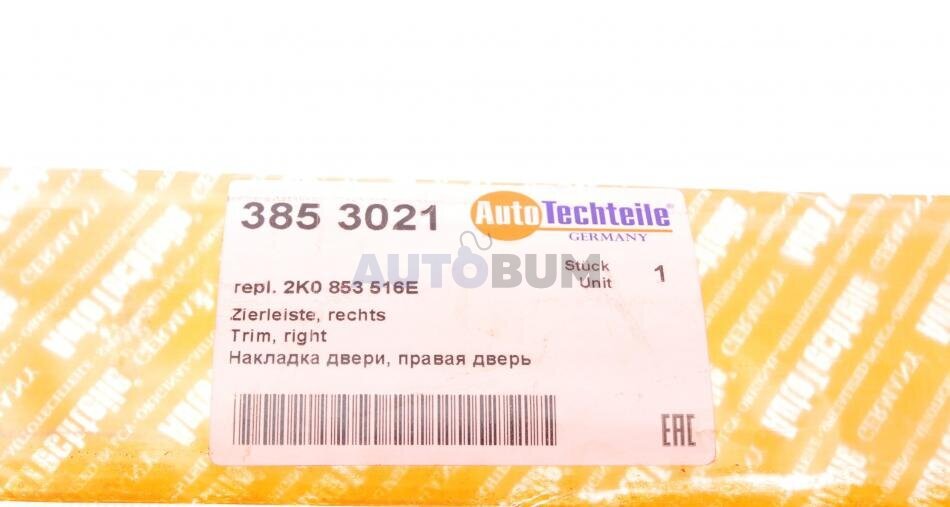 385 3021
AutoTechteile®
GERMANY
AUTOBUM
Stück 1
Unit
repl. 2K0 853 516E
Zierleiste, rechts
Trim, right
Накладка двери, правая дверь
EAC